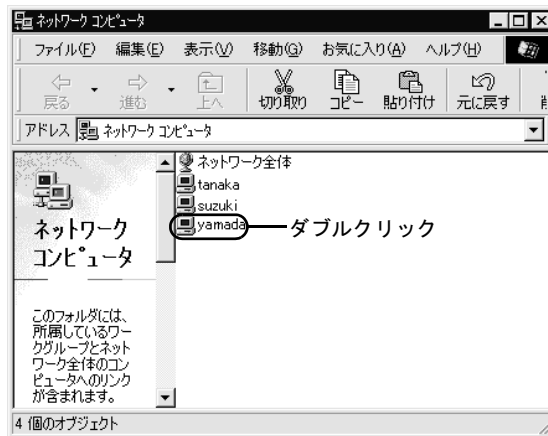 ネットワーク コンピュータ
ファイル(F) 編集(E) 表示(V) 移動(G) お気に入り(A) ヘルプ(H)
戻る 進む 上へ 切り取り コピー 貼り付け 元に戻す
アドレス ネットワーク コンピュータ
ネットワーク全体
tanaka
suzuki
yamada ダブルクリック
ネットワーク
コンピュータ
このフォルダには、
所属しているワー
クグループとネット
ワーク全体のコン
ピュータへのリンク
が含まれます。
4 個のオブジェクト